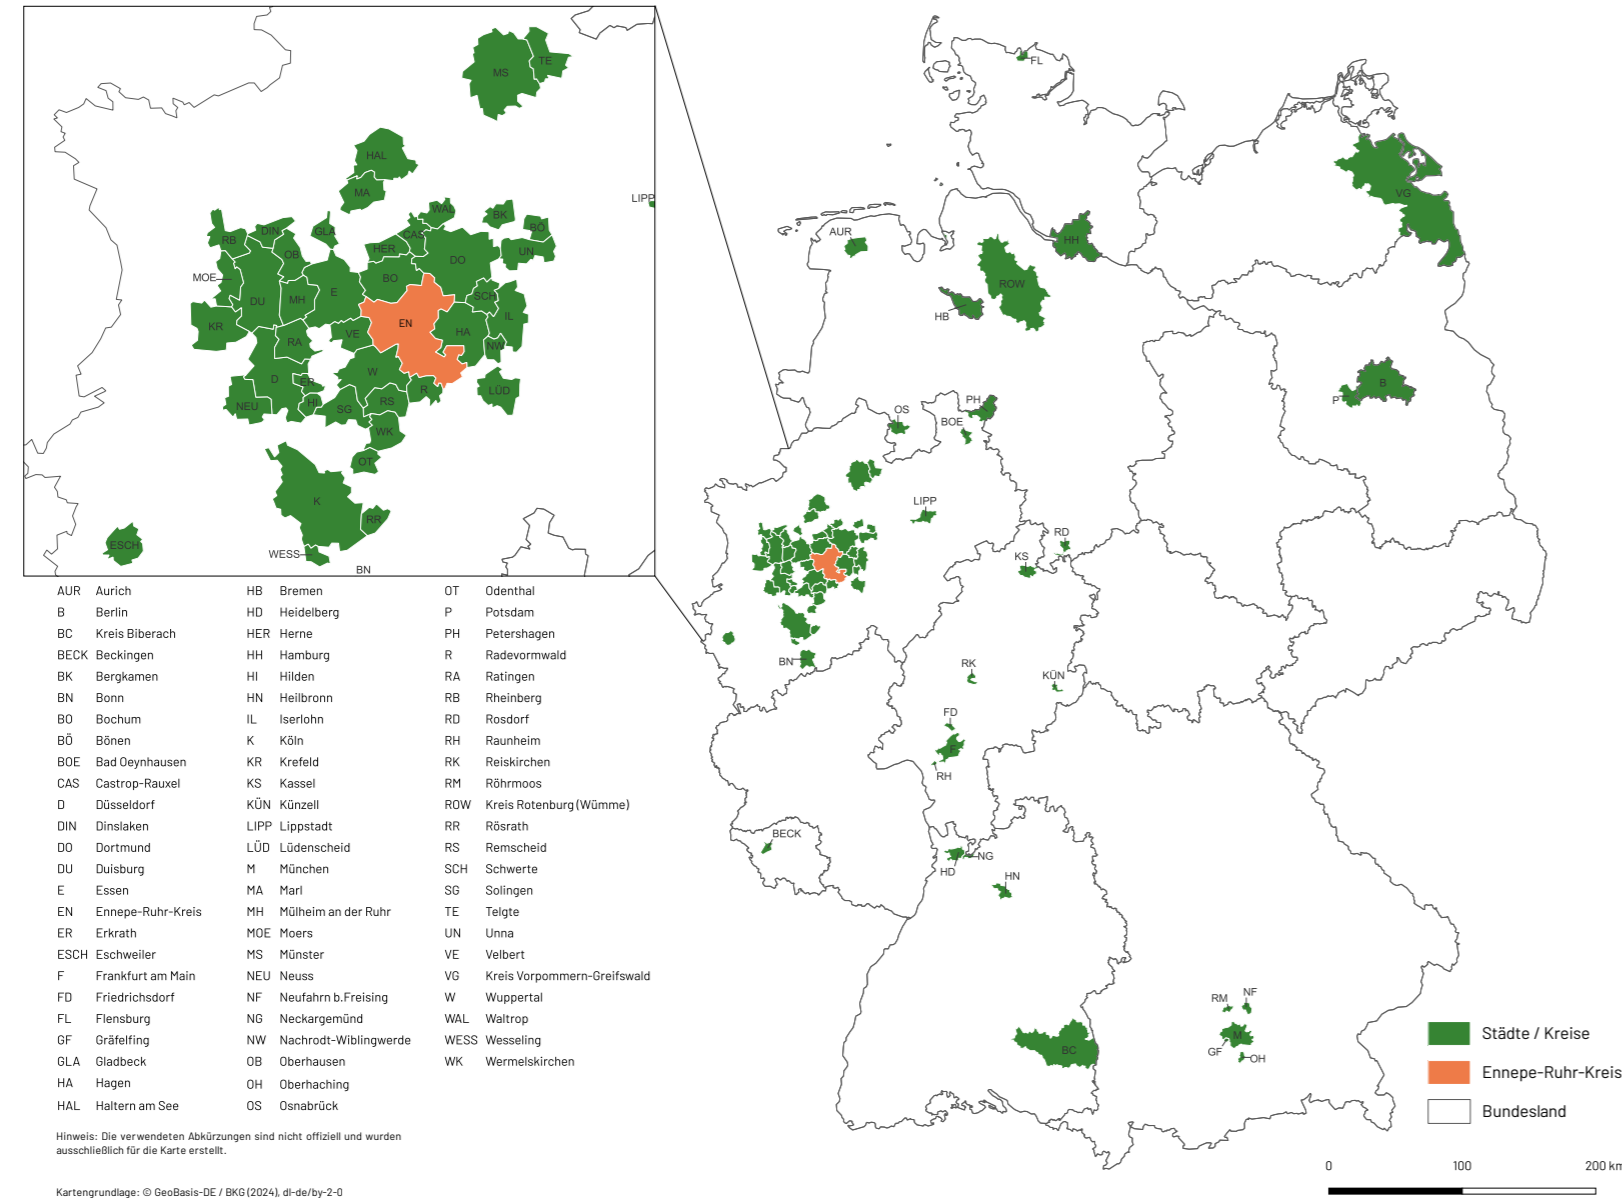 MS
TE
HAL
MA
LIPP
WAL
BK
BÖ
GLA
DIN
RB
CAS
HER
UN
OB
DO
MOE
BO
E
DU
MH
SCH
KR
EN
IL
HA
VE
RA
NW
W
D
ER
R
LÜD
NEU
HI
SG
RS
WK
OT
K
RR
ESCH
WESS
BN
FL
VG
AUR
HH
ROW
HB
B
P
PH
OS
BOE
LIPP
RD
KS
BN
RK
KÜN
FD
F
RH
BECK
NG
HD
HN
RM
NF
BC
M
GF
OH
AUR Aurich
B Berlin
BC Kreis Biberach
BECK Beckingen
BK Bergkamen
BN Bonn
BO Bochum
BÖ Bönen
BOE Bad Oeynhausen
CAS Castrop-Rauxel
D Düsseldorf
DIN Dinslaken
DO Dortmund
DU Duisburg
E Essen
EN Ennepe-Ruhr-Kreis
ER Erkrath
ESCH Eschweiler
F Frankfurt am Main
FD Friedrichsdorf
FL Flensburg
GF Gräfelfing
GLA Gladbeck
HA Hagen
HAL Haltern am See
HB Bremen
HD Heidelberg
HER Herne
HH Hamburg
HI Hilden
HN Heilbronn
IL Iserlohn
K Köln
KR Krefeld
KS Kassel
KÜN Künzell
LIPP Lippstadt
LÜD Lüdenscheid
M München
MA Marl
MH Mülheim an der Ruhr
MOE Moers
MS Münster
NEU Neuss
NF Neufahrn b.Freising
NG Neckargemünd
NW Nachrodt-Wiblingwerde
OB Oberhausen
OH Oberhaching
OS Osnabrück
OT Odenthal
P Potsdam
PH Petershagen
R Radevormwald
RA Ratingen
RB Rheinberg
RD Rosdorf
RH Raunheim
RK Reiskirchen
RM Röhrmoos
ROW Kreis Rotenburg (Wümme)
RR Rösrath
RS Remscheid
SCH Schwerte
SG Solingen
TE Telgte
UN Unna
VE Velbert
VG Kreis Vorpommern-Greifswald
W Wuppertal
WAL Waltrop
WESS Wesseling
WK Wermelskirchen
Hinweis: Die verwendeten Abkürzungen sind nicht offiziell und wurden
ausschließlich für die Karte erstellt.
Kartengrundlage: © GeoBasis-DE / BKG (2024), dl-de/by-2-0
Städte / Kreise
Ennepe-Ruhr-Kreis
Bundesland
0 100 200 km